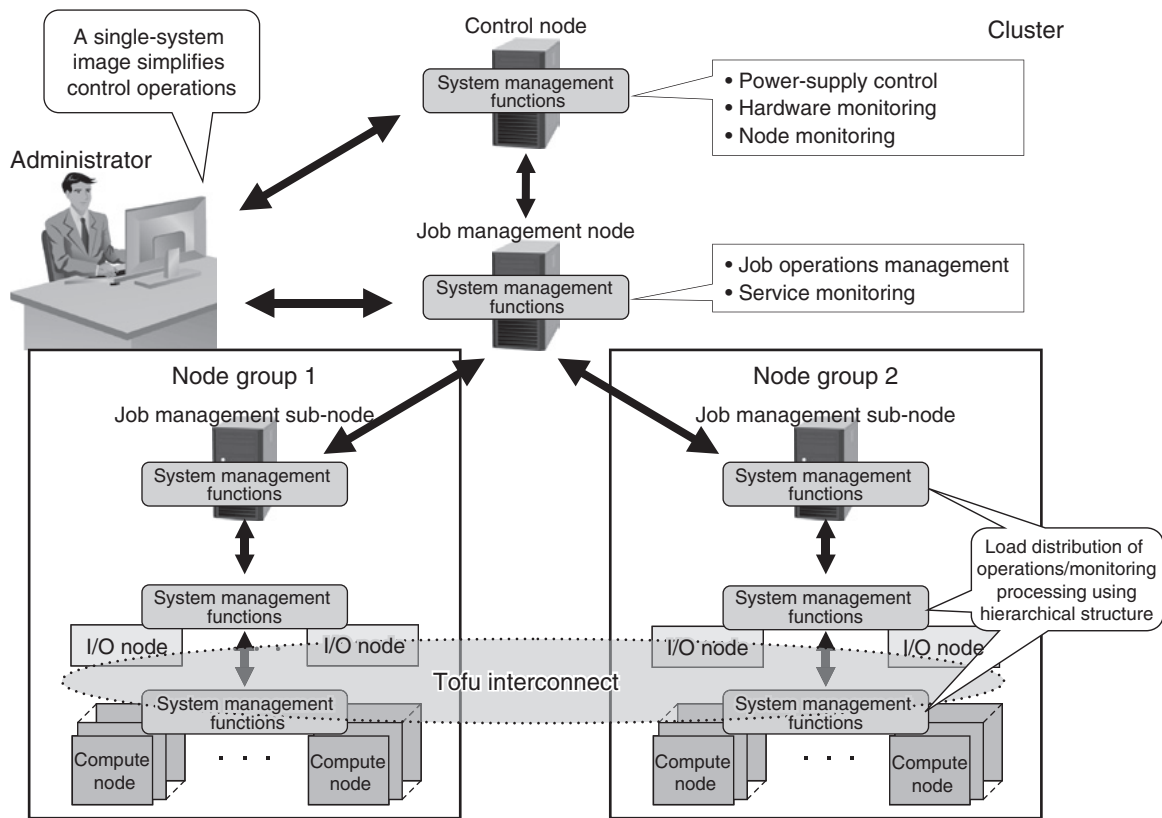 A single-system
image simplifies
control operations
Control node
Cluster
System management
functions
• Power-supply control
• Hardware monitoring
• Node monitoring
Administrator
Job management node
System management
functions
• Job operations management
• Service monitoring
Node group 1
Job management sub-node
System management
functions
System management
functions
I/O node
I/O node
System management
functions
Compute
node
. . .
Compute
node
Node group 2
Job management sub-node
System management
functions
Load distribution of
operations/monitoring
processing using
hierarchical structure
System management
functions
I/O node
I/O node
Tofu interconnect
System management
functions
Compute
node
. . .
Compute
node